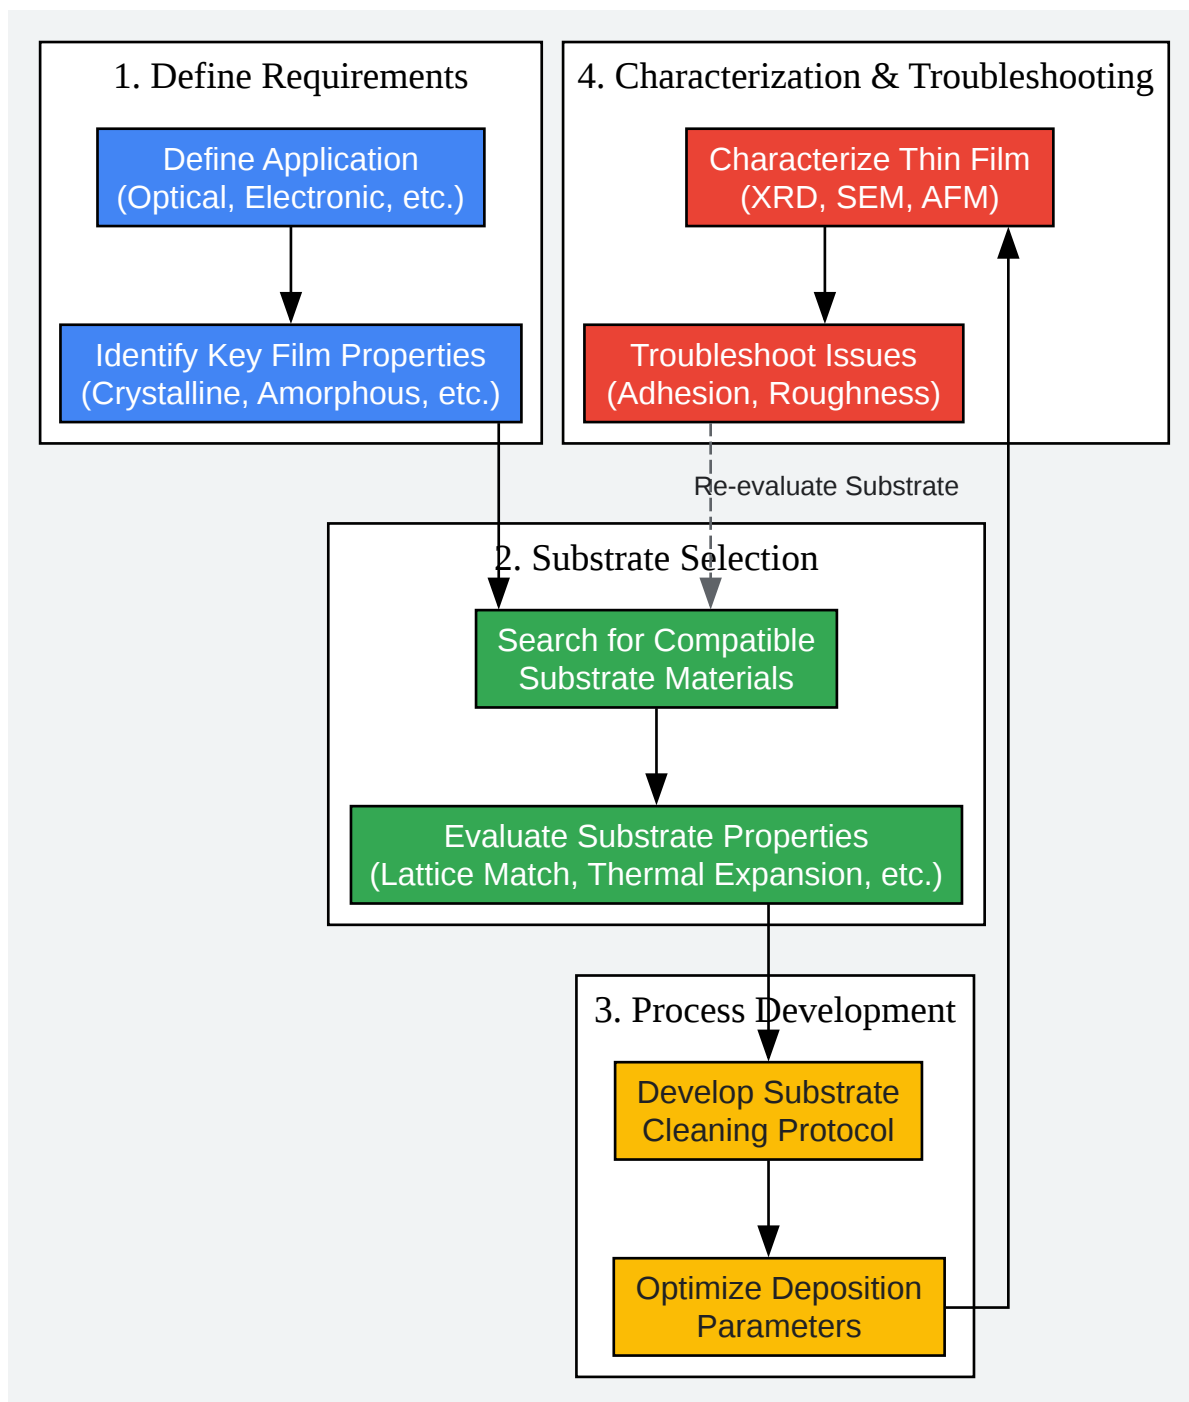 1. Define Requirements
Define Application
(Optical, Electronic, etc.)
Identify Key Film Properties
(Crystalline, Amorphous, etc.)
4. Characterization & Troubleshooting
Characterize Thin Film
(XRD, SEM, AFM)
Troubleshoot Issues
(Adhesion, Roughness)
Re-evaluate Substrate
2. Substrate Selection
Search for Compatible
Substrate Materials
Evaluate Substrate Properties
(Lattice Match, Thermal Expansion, etc.)
3. Process Development
Develop Substrate
Cleaning Protocol
Optimize Deposition
Parameters